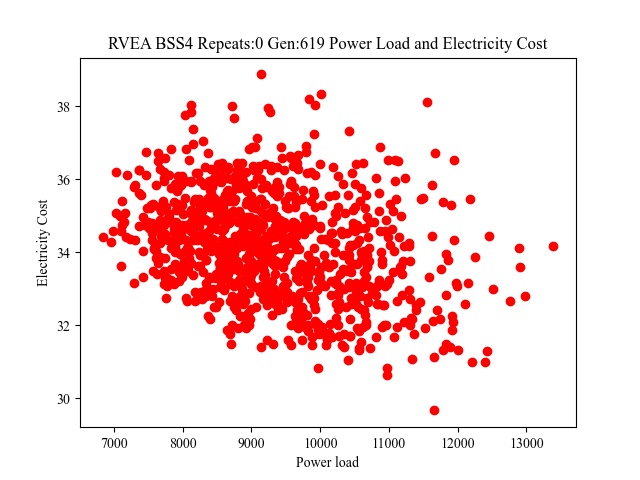 RVEA BSS4 Repeats:0 Gen:619 Power Load and Electricity Cost
38
36
34
32
30
Electricity Cost
7000 8000 9000 10000 11000 12000 13000
Power load